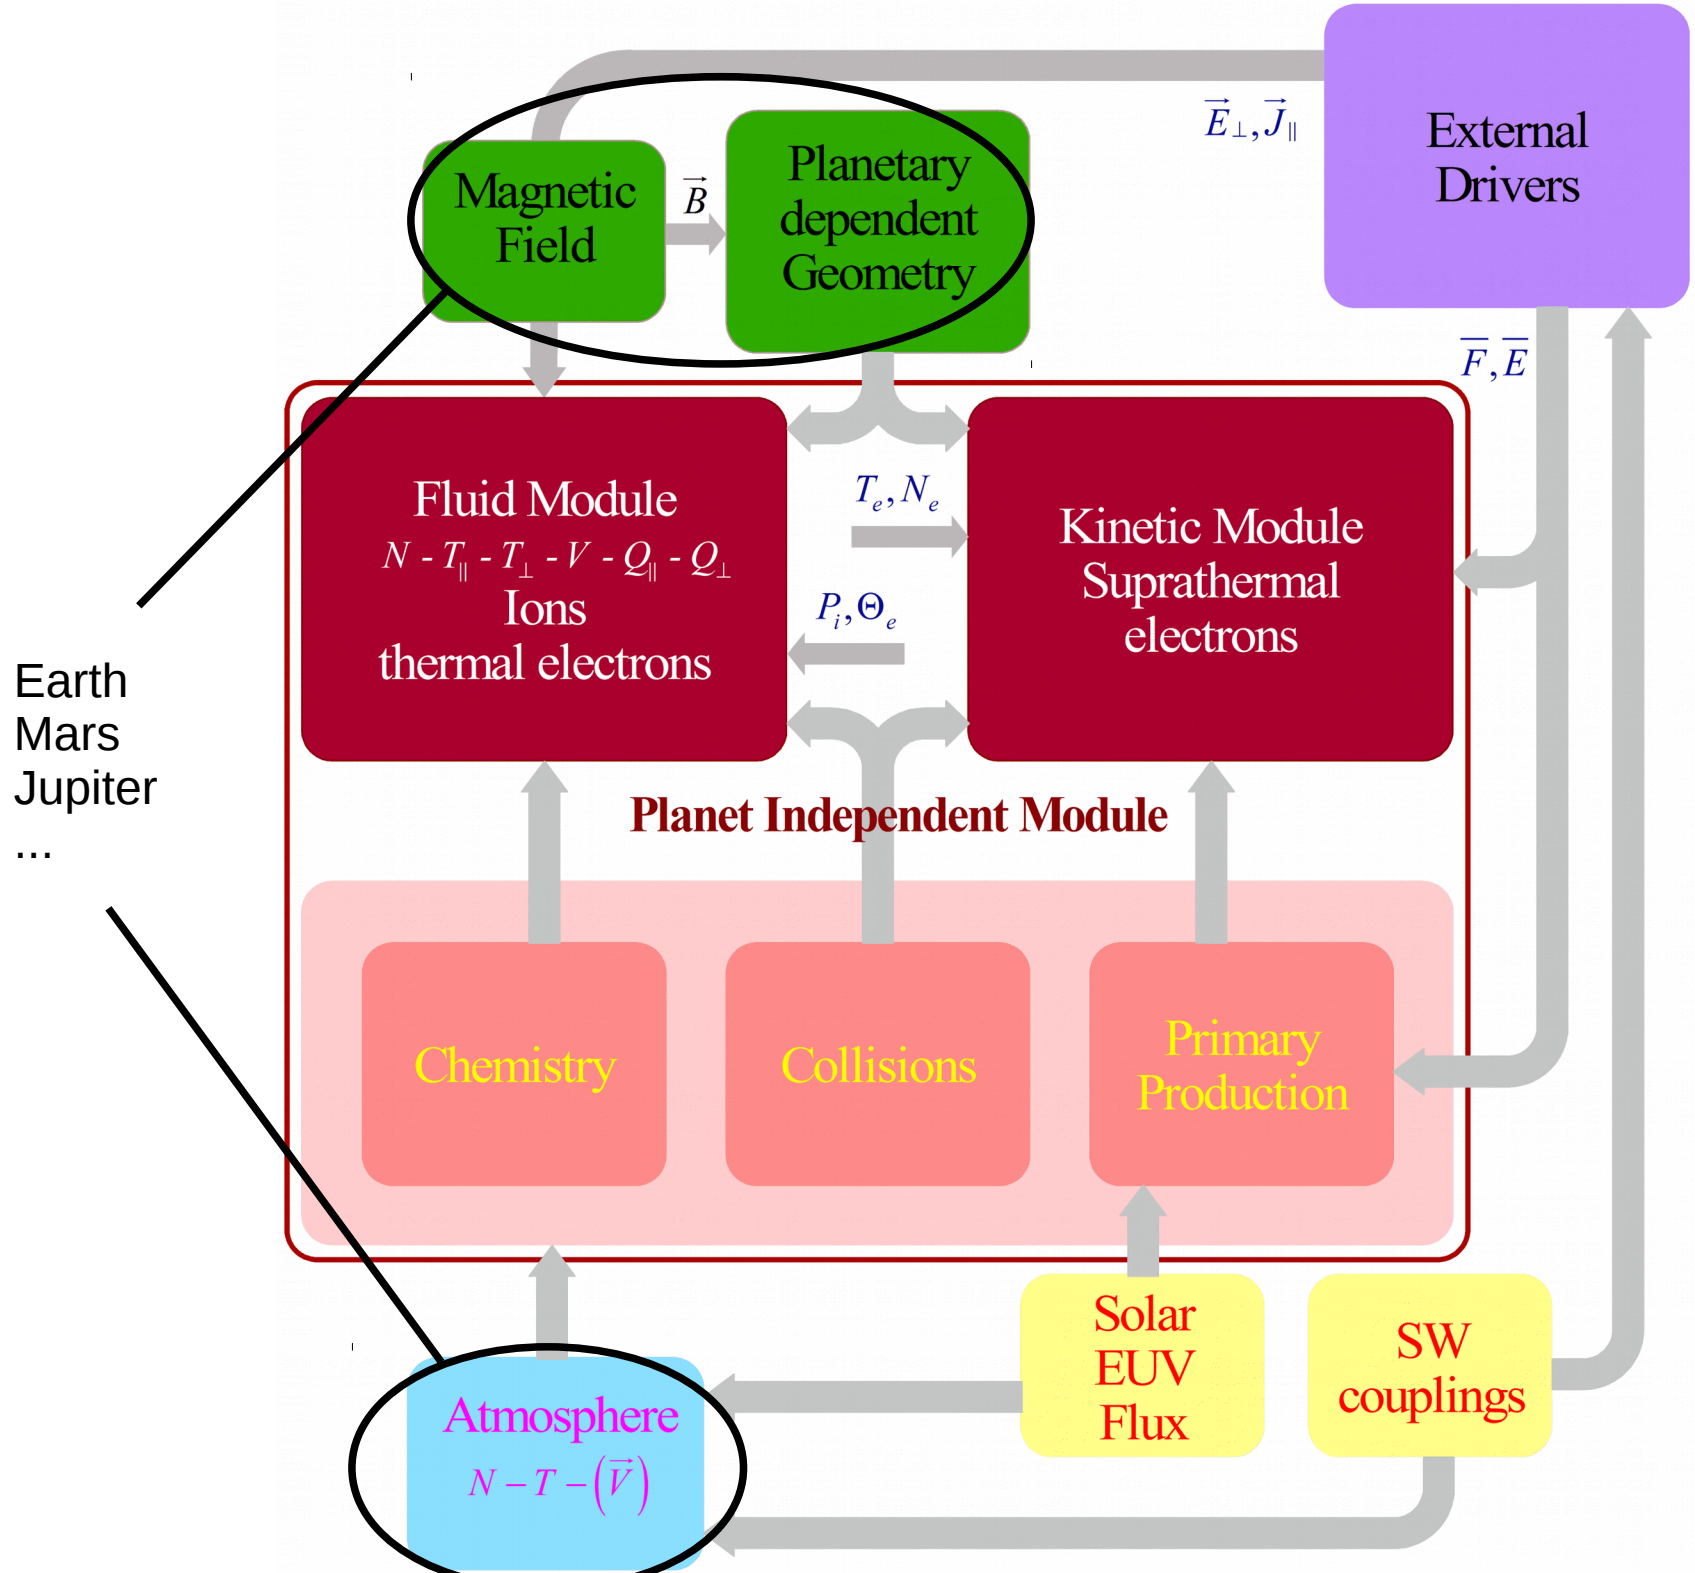 External
Drivers
E⃗⊥,J⃗∥
Magnetic
Field
B⃗
Planetary
dependent
Geometry
F̅,E̅
Fluid Module
N - T∥ - T⊥ - V - Q∥ - Q⊥
Ions
thermal electrons
Te,Ne
Pi,Θe
Kinetic Module
Suprathermal
electrons
Earth
Mars
Jupiter
...
Planet Independent Module
Chemistry
Collisions
Primary
Production
Solar
EUV
Flux
SW
couplings
Atmosphere
N – T – (V⃗)